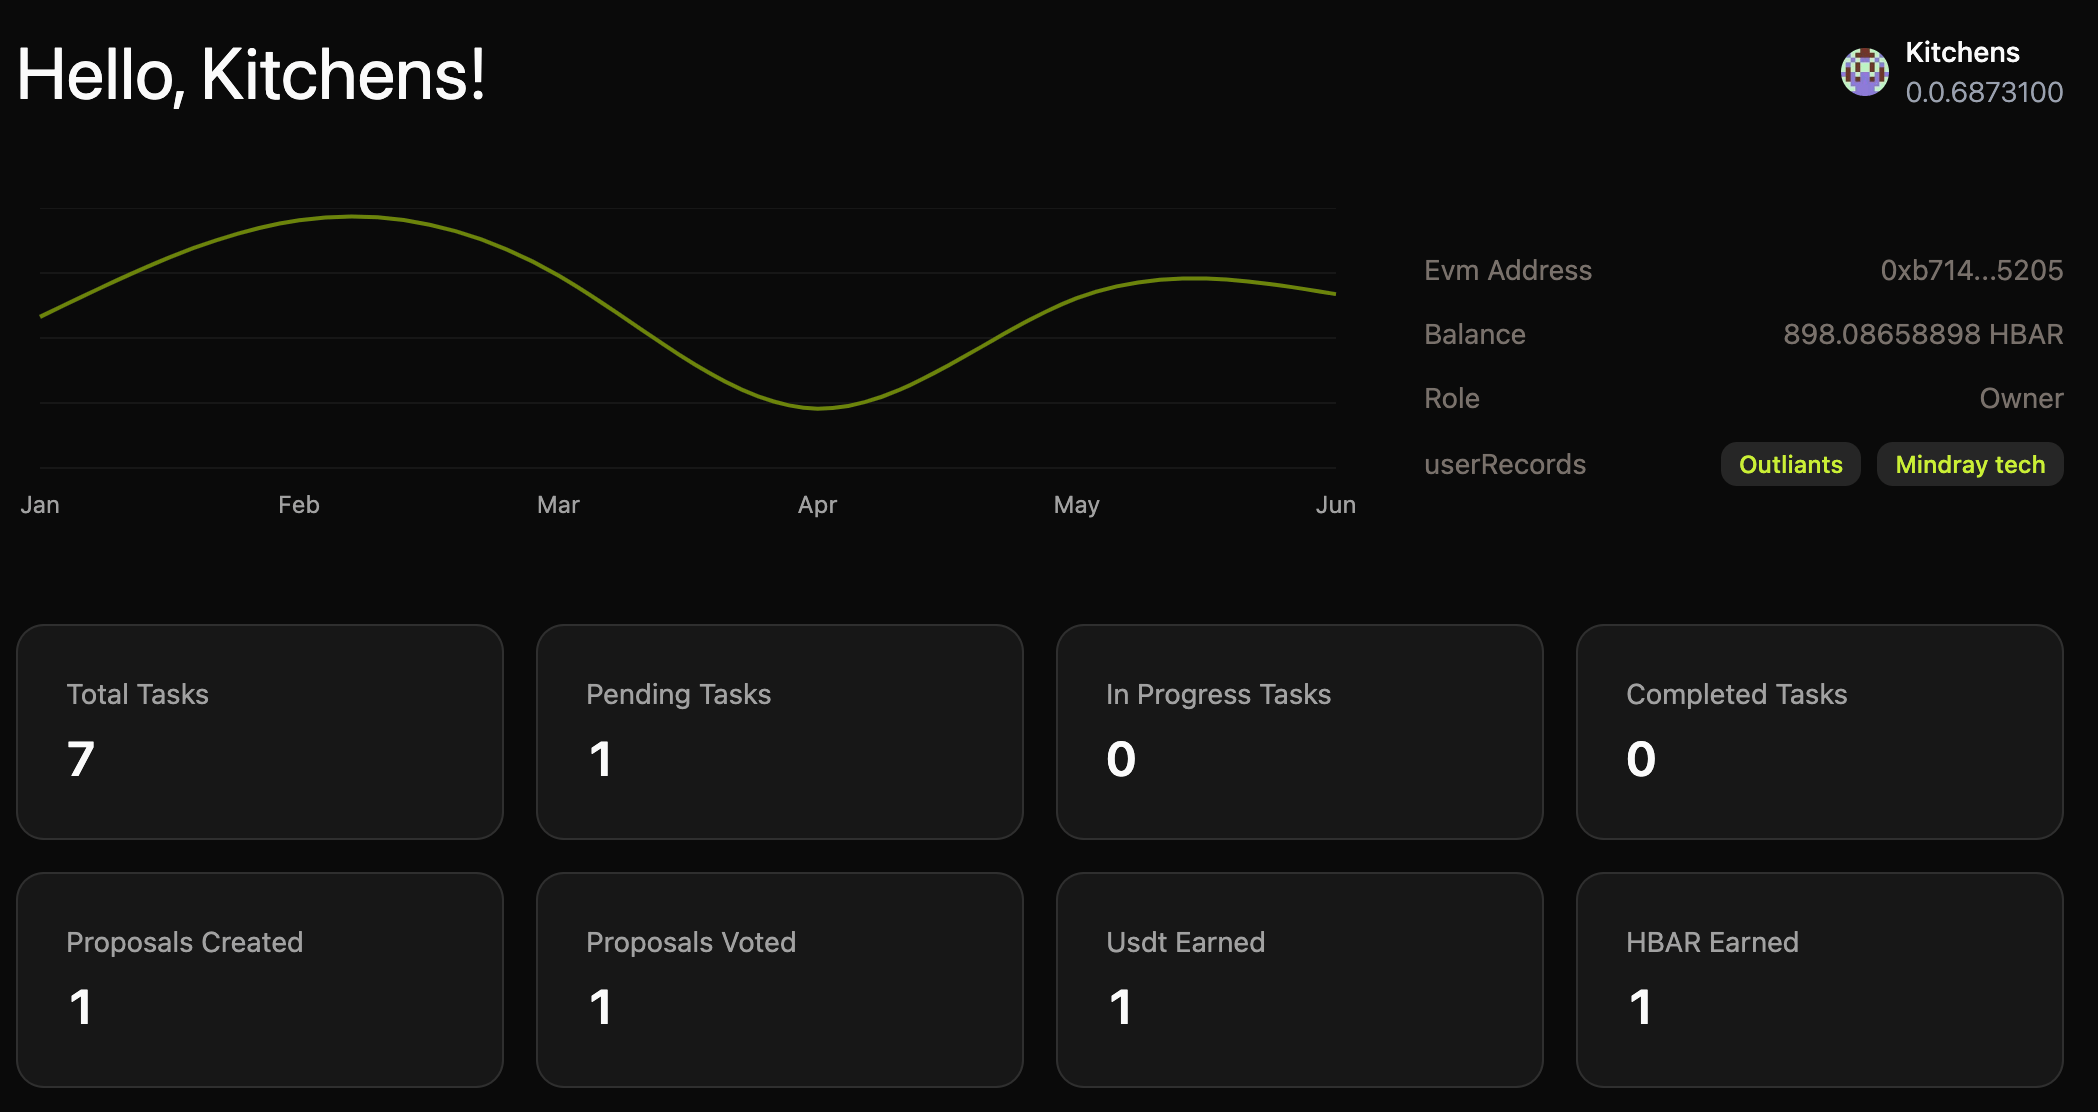 Hello, Kitchens!
Kitchens
0.0.6873100
Jan Feb Mar Apr May Jun
Evm Address 0xb714...5205
Balance 898.08658898 HBAR
Role Owner
userRecords Outliants Mindray tech
Total Tasks
7
Pending Tasks
1
In Progress Tasks
0
Completed Tasks
0
Proposals Created
1
Proposals Voted
1
Usdt Earned
1
HBAR Earned
1